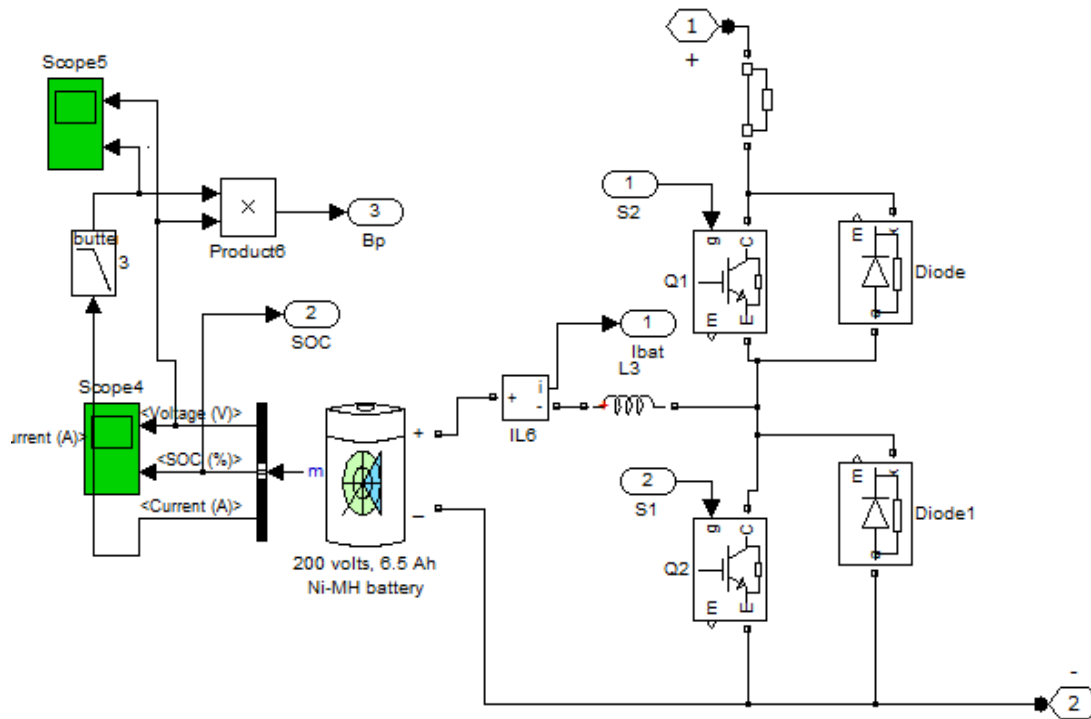 1
+
Scope5
butte
3
×
Product6
3
Bp
1
S2
g
C
Q1
m
E
m
Diode
2
SOC
1
Ibat
L3
Scope4
<Voltage (V)>
urrent (A)>
<SOC (%)>
<Current (A)>
m
+
–
200 volts, 6.5 Ah
Ni-MH battery
+
i
-
IL6
2
S1
g
C
Q2
m
E
m
Diode1
-
2